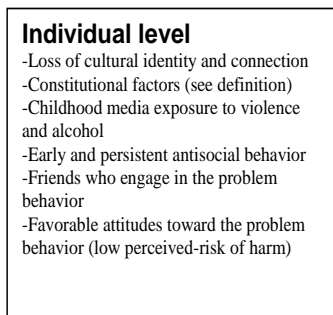 Individual level
-Loss of cultural identity and connection
-Constitutional factors (see definition)
-Childhood media exposure to violence
and alcohol
-Early and persistent antisocial behavior
-Friends who engage in the problem
behavior
-Favorable attitudes toward the problem
behavior (low perceived-risk of harm)